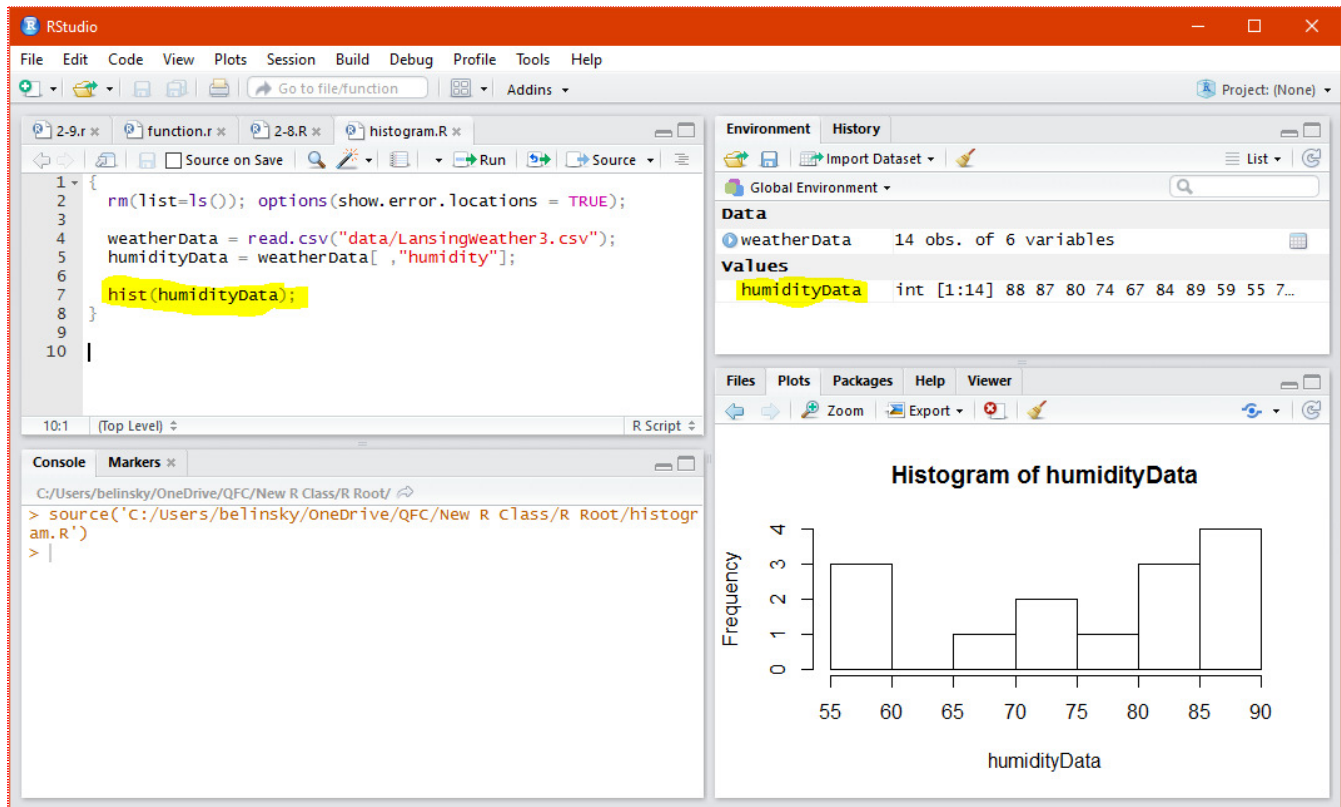 RStudio
File Edit Code View Plots Session Build Debug Profile Tools Help
Go to file/function Addins Project: (None)
2-9.r function.r 2-8.R histogram.R
Source on Save Run Source
1 {
2 rm(list=ls()); options(show.error.locations = TRUE);
3
4 weatherData = read.csv("data/LansingWeather3.csv");
5 humidityData = weatherData[ ,"humidity"];
6
7 hist(humidityData);
8 }
9
10
10:1 (Top Level) R Script
Console Markers
C:/Users/belinsky/OneDrive/QFC/New R Class/R Root/
> source('C:/Users/belinsky/OneDrive/QFC/New R Class/R Root/histogr
am.R')
>
Environment History
Import Dataset List
Global Environment
Data
weatherData 14 obs. of 6 variables
Values
humidityData int [1:14] 88 87 80 74 67 84 89 59 55 7…
Files Plots Packages Help Viewer
Zoom Export
Histogram of humidityData
Frequency
4
3
2
1
0
55 60 65 70 75 80 85 90
humidityData